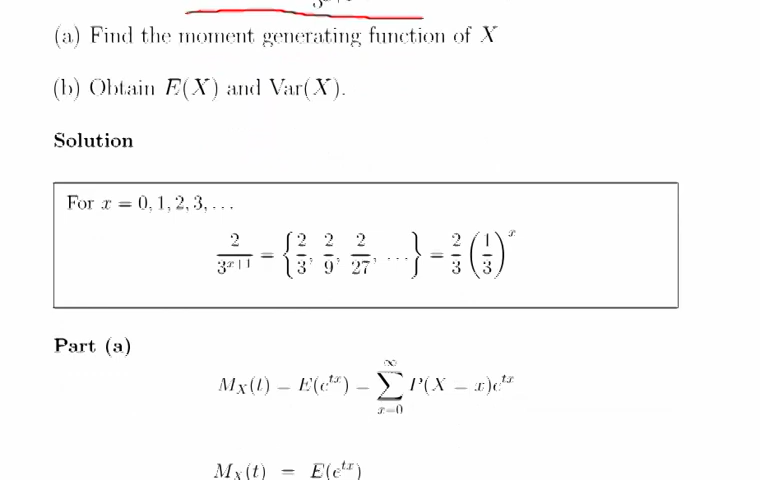 (a) Find the moment generating function of X
(b) Obtain E(X) and Var(X).
Solution
For x = 0, 1, 2, 3, . . .
2/3^{x+1} = {2/3, 2/9, 2/27, . . .} = 2/3 (1/3)^x
Part (a)
M_X(t) = E(e^{tx}) = ∑_{x=0}^{∞} P(X = x)e^{tx}
M_X(t) = E(e^{tx})